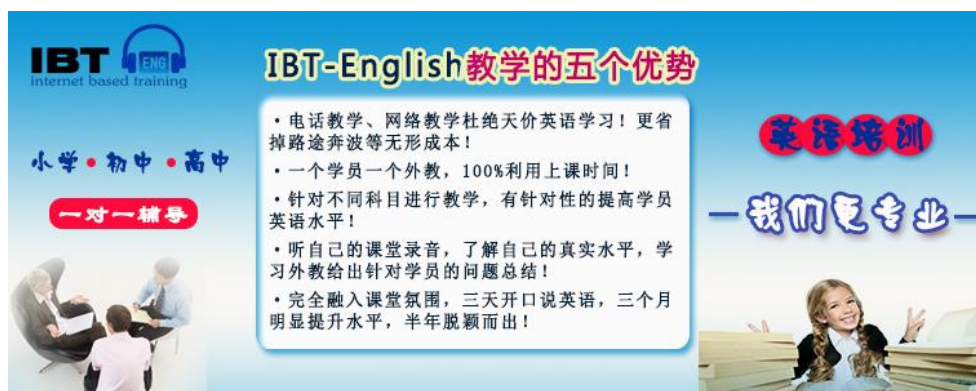 IBT ENG
internet based training
小学•初中•高中
一对一辅导
IBT-English教学的五个优势
·电话教学、网络教学杜绝天价英语学习！更省
掉路途奔波等无形成本！
·一个学员一个外教，100%利用上课时间！
·针对不同科目进行教学，有针对性的提高学员
英语水平！
·听自己的课堂录音，了解自己的真实水平，学
习外教给出针对学员的问题总结！
·完全融入课堂氛围，三天开口说英语，三个月
明显提升水平，半年脱颖而出！
英语培训
—我们更专业—